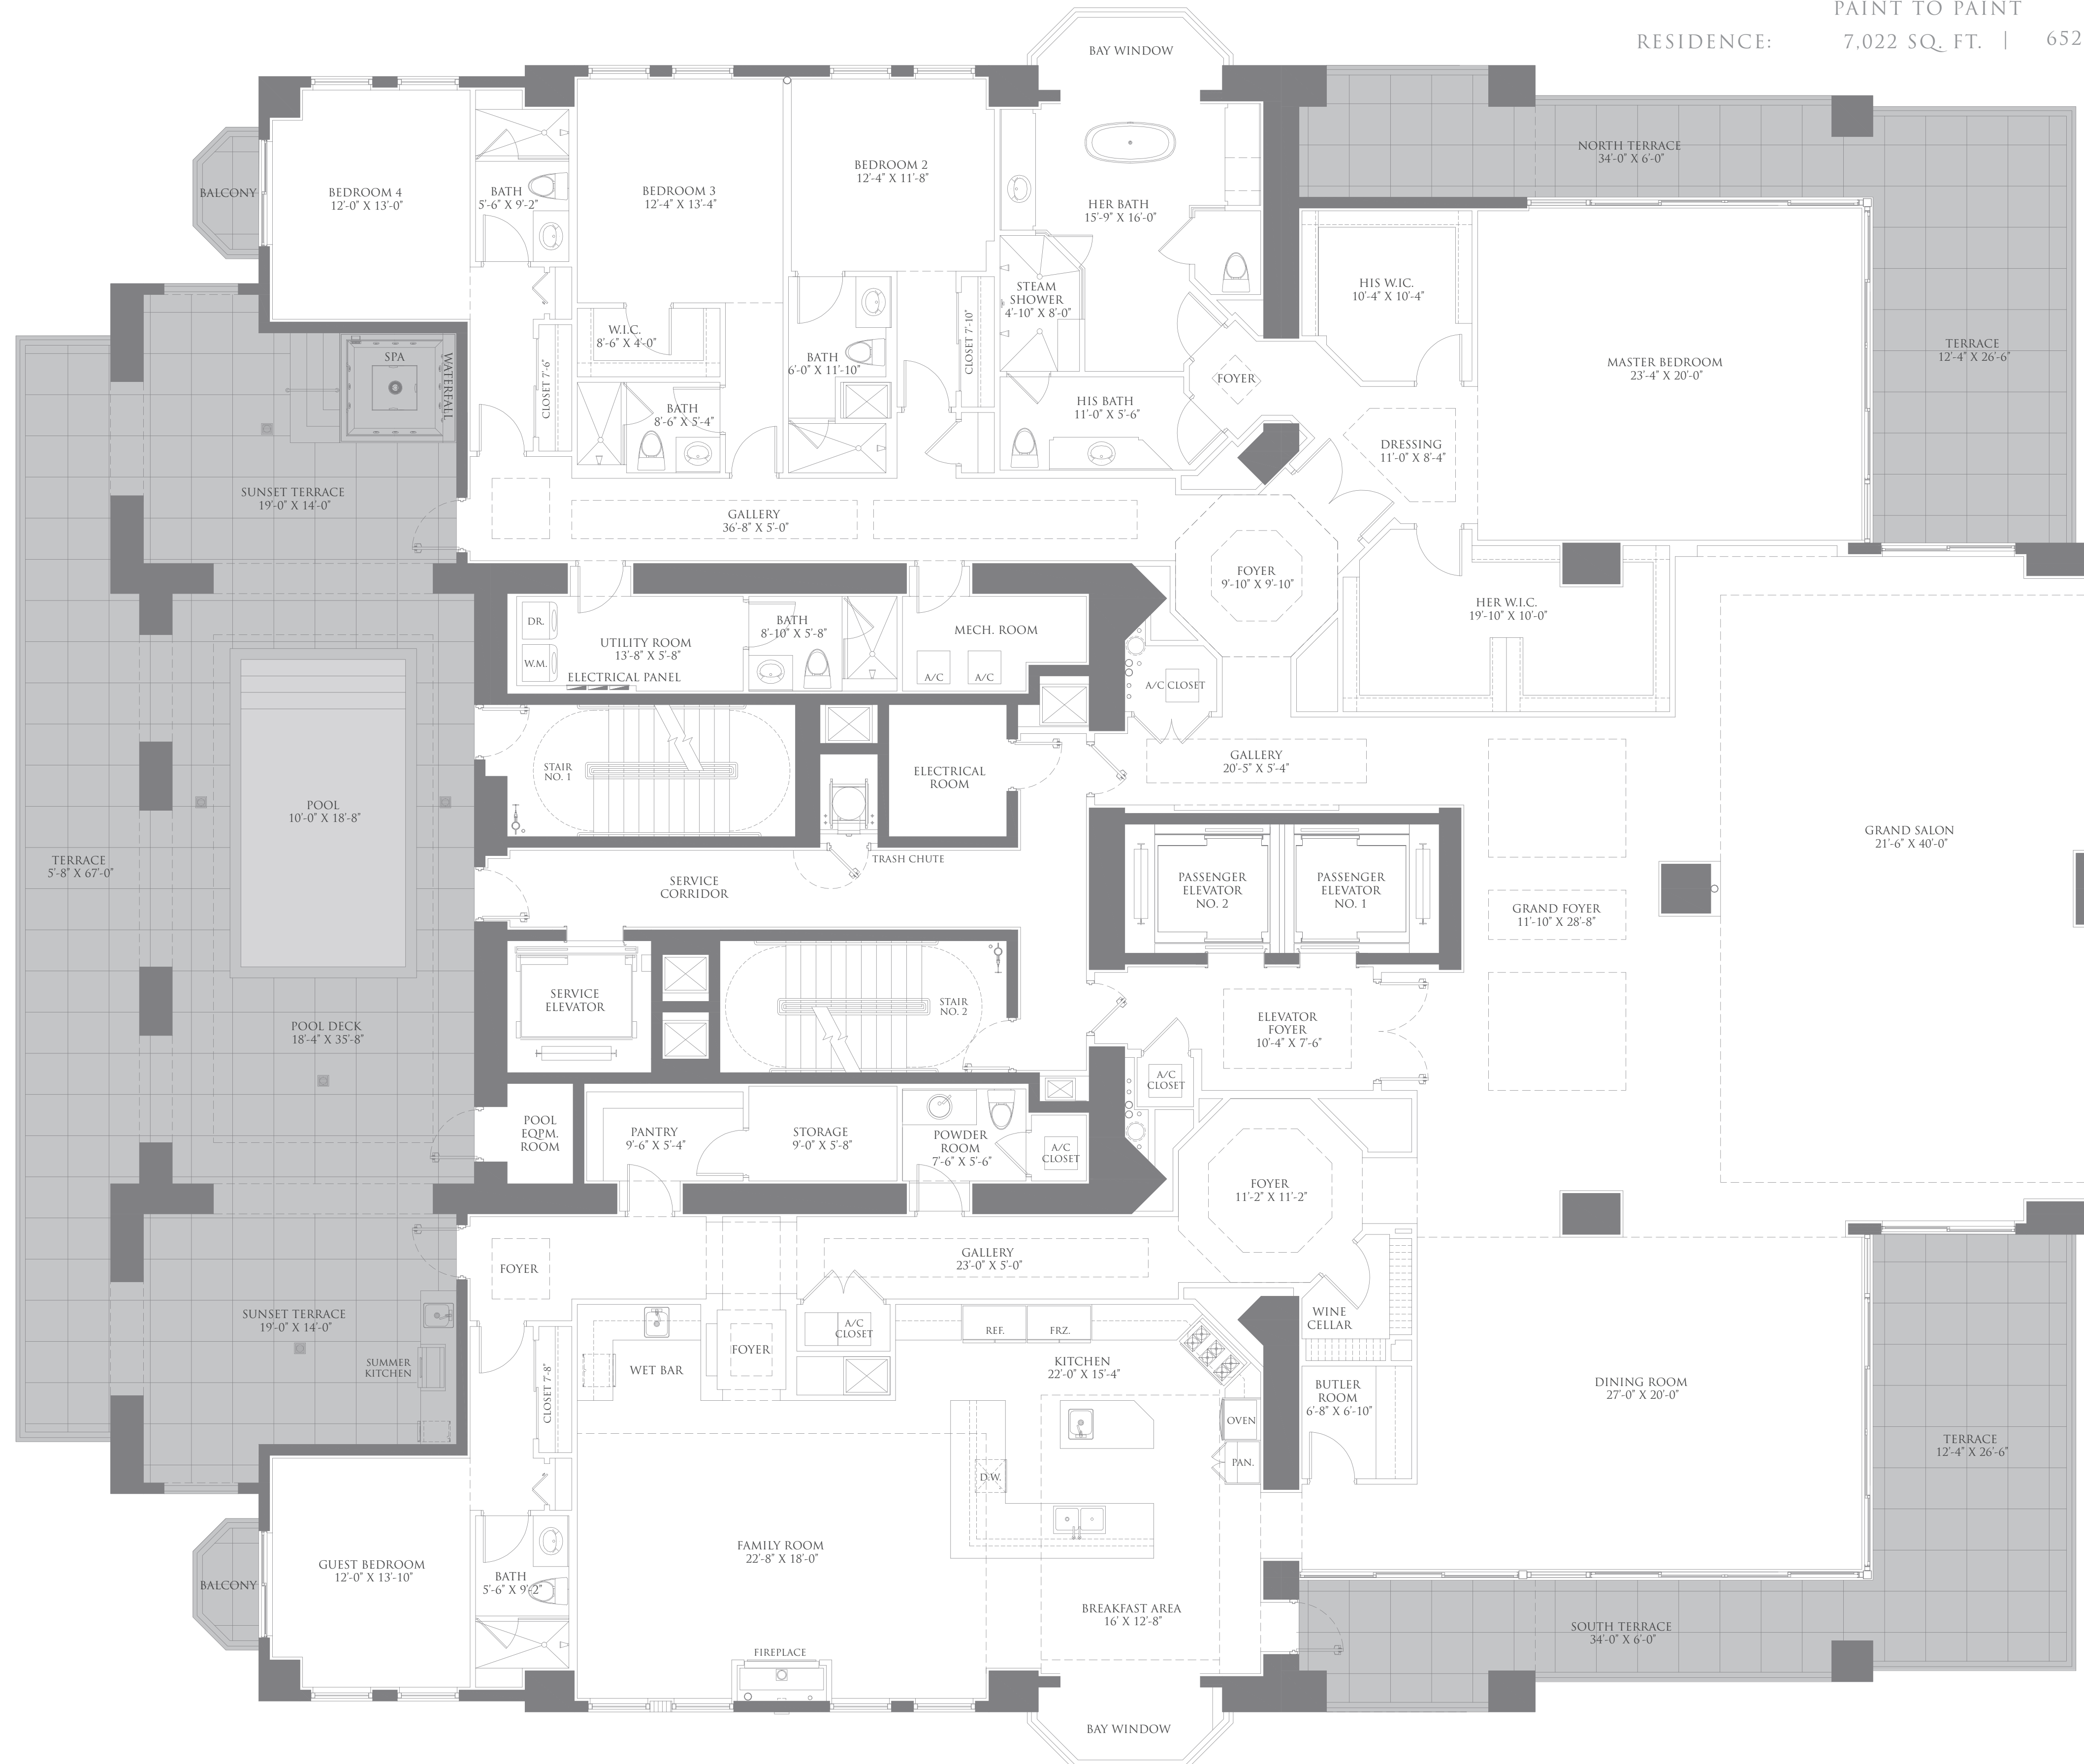 PAINT TO PAINT
RESIDENCE: 7,022 SQ. FT. | 652
BAY WINDOW
NORTH TERRACE
34'-0" X 6'-0"
BALCONY
BEDROOM 4
12'-0" X 13'-0"
BATH
5'-6" X 9'-2"
BEDROOM 3
12'-4" X 13'-4"
BEDROOM 2
12'-4" X 11'-8"
HER BATH
15'-9" X 16'-0"
STEAM
SHOWER
4'-10" X 8'-0"
HIS W.I.C.
10'-4" X 10'-4"
MASTER BEDROOM
23'-4" X 20'-0"
TERRACE
12'-4" X 26'-6"
SPA
WATERFALL
CLOSET 7'-6"
W.I.C.
8'-6" X 4'-0"
BATH
8'-6" X 5'-4"
BATH
6'-0" X 11'-10"
CLOSET 7'-10"
HIS BATH
11'-0" X 5'-6"
FOYER
DRESSING
11'-0" X 8'-4"
SUNSET TERRACE
19'-0" X 14'-0"
GALLERY
36'-8" X 5'-0"
FOYER
9'-10" X 9'-10"
HER W.I.C.
19'-10" X 10'-0"
DR.
W.M.
UTILITY ROOM
13'-8" X 5'-8"
ELECTRICAL PANEL
BATH
8'-10" X 5'-8"
MECH. ROOM
A/C
A/C
A/C CLOSET
STAIR
NO. 1
ELECTRICAL
ROOM
GALLERY
20'-5" X 5'-4"
POOL
10'-0" X 18'-8"
TERRACE
5'-8" X 67'-0"
TRASH CHUTE
SERVICE
CORRIDOR
PASSENGER
ELEVATOR
NO. 2
PASSENGER
ELEVATOR
NO. 1
GRAND FOYER
11'-10" X 28'-8"
GRAND SALON
21'-6" X 40'-0"
SERVICE
ELEVATOR
STAIR
NO. 2
ELEVATOR
FOYER
10'-4" X 7'-6"
POOL DECK
18'-4" X 35'-8"
A/C
CLOSET
POOL
EQPM.
ROOM
PANTRY
9'-6" X 5'-4"
STORAGE
9'-0" X 5'-8"
POWDER
ROOM
7'-6" X 5'-6"
A/C
CLOSET
FOYER
11'-2" X 11'-2"
FOYER
GALLERY
23'-0" X 5'-0"
SUNSET TERRACE
19'-0" X 14'-0"
SUMMER
KITCHEN
CLOSET 7'-8"
WET BAR
FOYER
A/C
CLOSET
REF.
FRZ.
KITCHEN
22'-0" X 15'-4"
WINE
CELLAR
BUTLER
ROOM
6'-8" X 6'-10"
DINING ROOM
27'-0" X 20'-0"
OVEN
PAN.
D.W.
TERRACE
12'-4" X 26'-6"
GUEST BEDROOM
12'-0" X 13'-10"
BALCONY
BATH
5'-6" X 9'-2"
FAMILY ROOM
22'-8" X 18'-0"
BREAKFAST AREA
16' X 12'-8"
SOUTH TERRACE
34'-0" X 6'-0"
FIREPLACE
BAY WINDOW